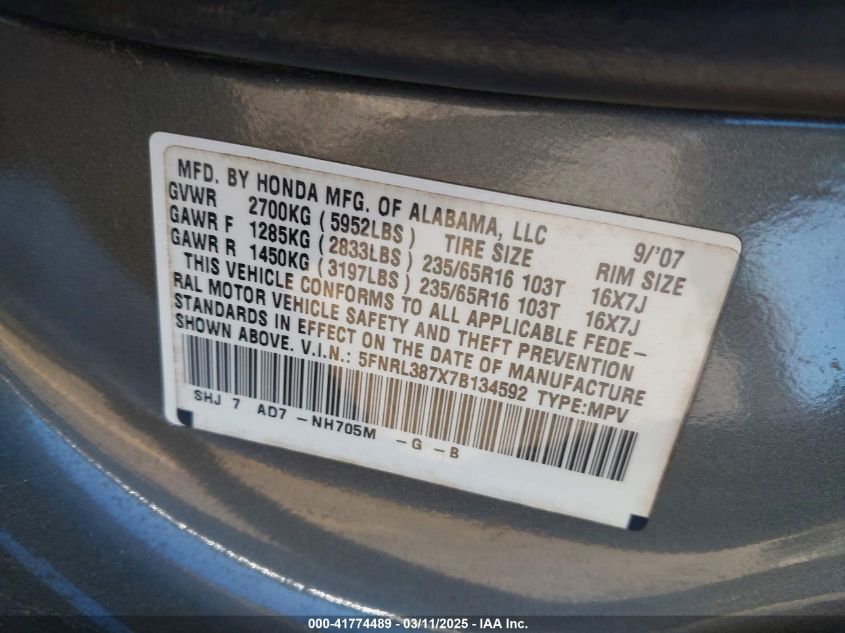 MFD. BY HONDA MFG. OF ALABAMA, LLC 9/'07
GVWR 2700KG (5952LBS) TIRE SIZE RIM SIZE
GAWR F 1285KG (2833LBS) 235/65R16 103T 16X7J
GAWR R 1450KG (3197LBS) 235/65R16 103T 16X7J
THIS VEHICLE CONFORMS TO ALL APPLICABLE FEDE-
RAL MOTOR VEHICLE SAFETY AND THEFT PREVENTION
STANDARDS IN EFFECT ON THE DATE OF MANUFACTURE
SHOWN ABOVE. V.I.N.: 5FNRL387X7B134592 TYPE:MPV
SHJ 7 AD7 -NH705M -G -B
000-41774489 - 03/11/2025 - IAA Inc.